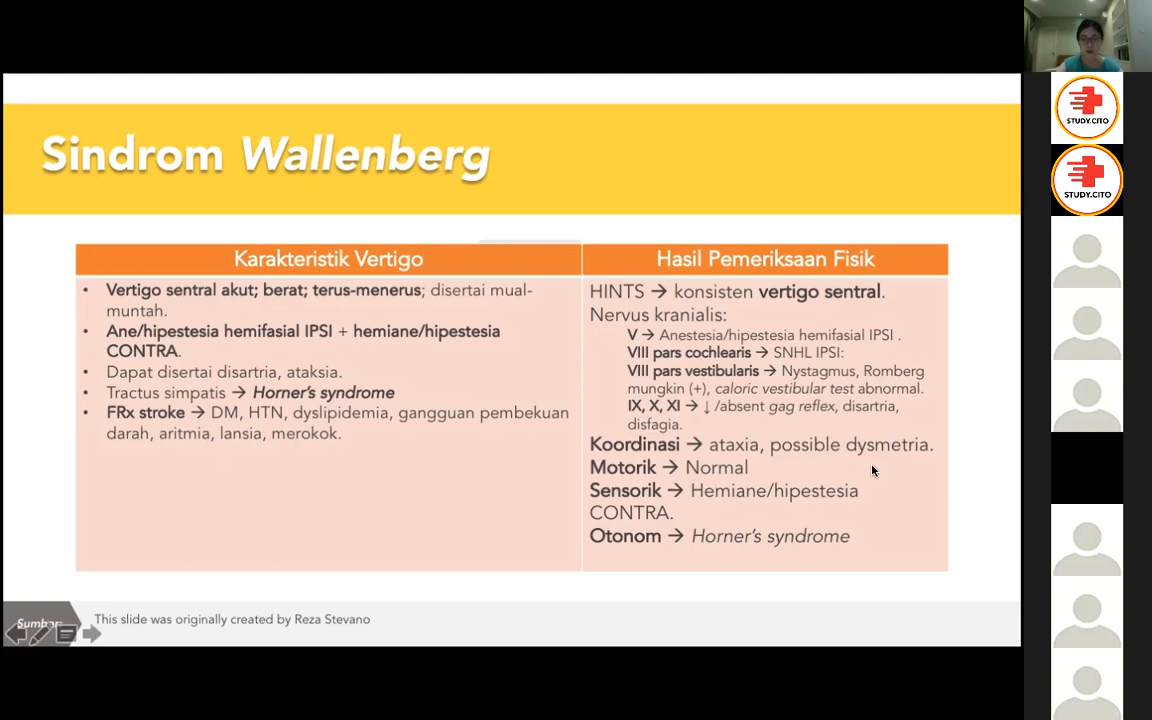 Sindrom Wallenberg
Karakteristik Vertigo
• Vertigo sentral akut; berat; terus-menerus; disertai mual-
muntah.
• Ane/hipestesia hemifasial IPSI + hemiane/hipestesia
CONTRA.
• Dapat disertai disartria, ataksia.
• Tractus simpatis → Horner's syndrome
• FRx stroke → DM, HTN, dyslipidemia, gangguan pembekuan
darah, aritmia, lansia, merokok.
Hasil Pemeriksaan Fisik
HINTS → konsisten vertigo sentral.
Nervus kranialis:
V → Anestesia/hipestesia hemifasial IPSI .
VIII pars cochlearis → SNHL IPSI:
VIII pars vestibularis → Nystagmus, Romberg
mungkin (+), caloric vestibular test abnormal.
IX, X, XI → ↓ /absent gag reflex, disartria,
disfagia.
Koordinasi → ataxia, possible dysmetria.
Motorik → Normal
Sensorik → Hemiane/hipestesia
CONTRA.
Otonom → Horner's syndrome
This slide was originally created by Reza Stevano
STUDY.CITO
STUDY.CITO